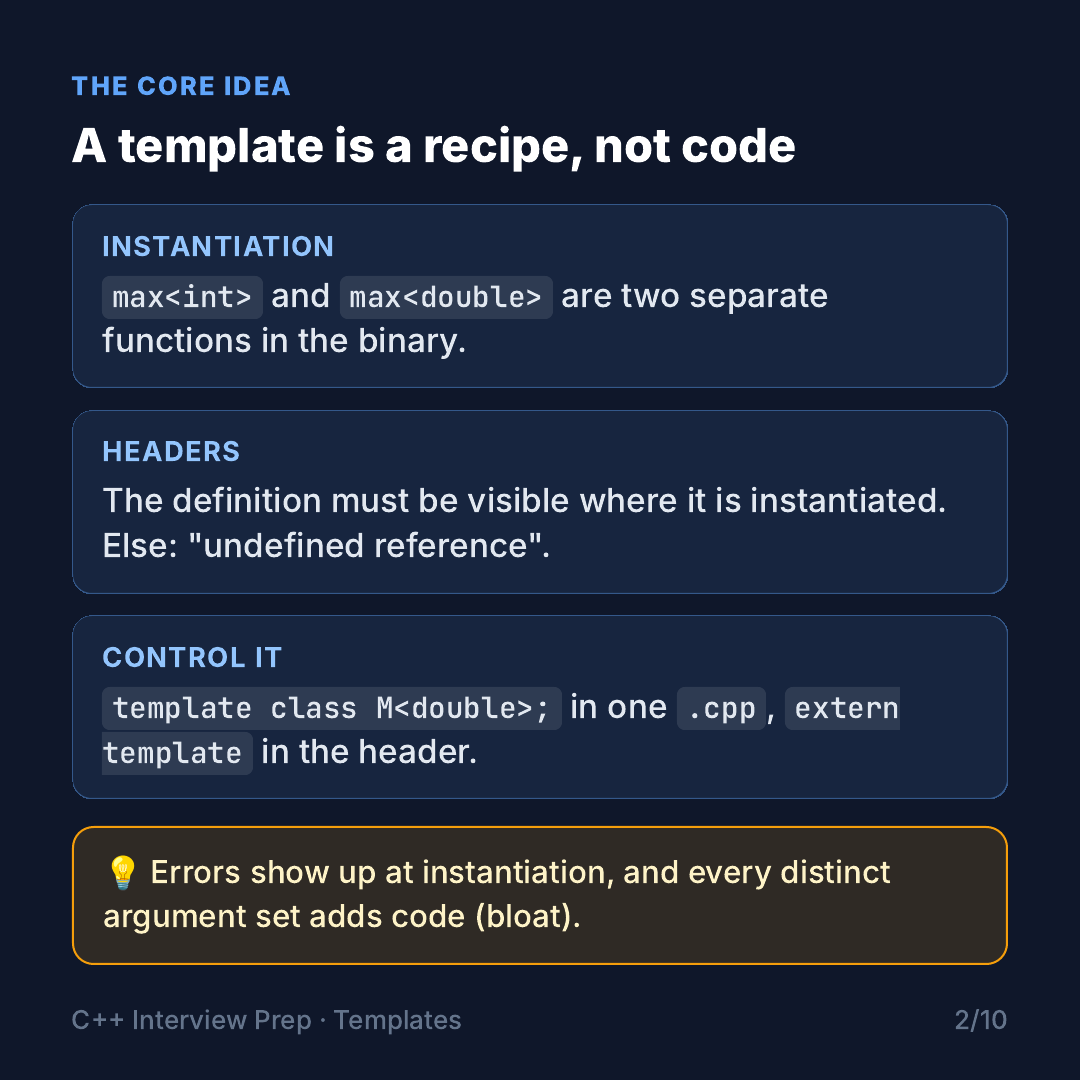 THE CORE IDEA
A template is a recipe, not code
INSTANTIATION
max<int> and max<double> are two separate
functions in the binary.
HEADERS
The definition must be visible where it is instantiated.
Else: "undefined reference".
CONTROL IT
template class M<double>; in one .cpp, extern
template in the header.
💡 Errors show up at instantiation, and every distinct
argument set adds code (bloat).
C++ Interview Prep · Templates
2/10